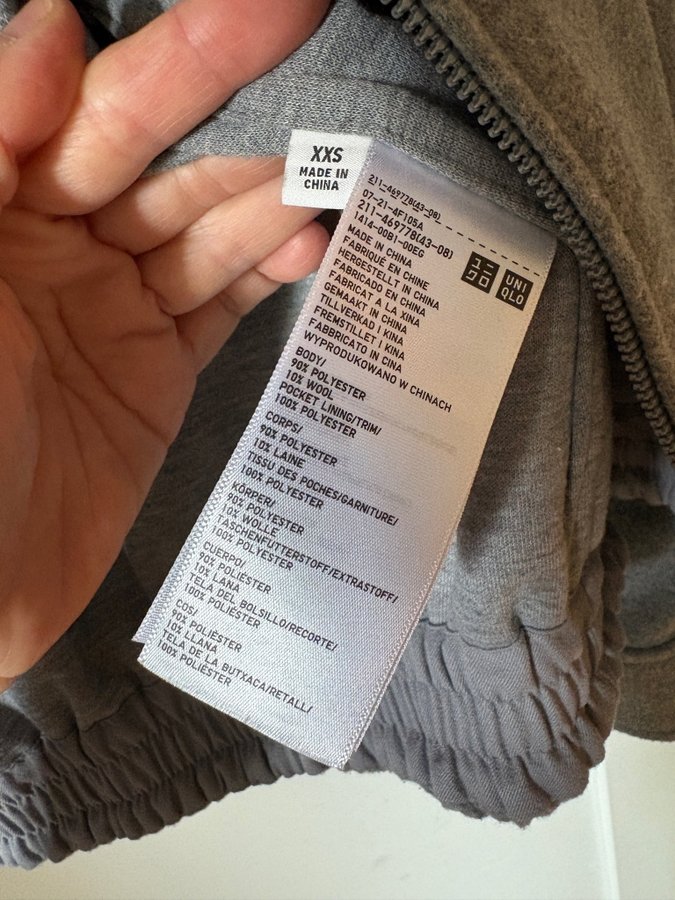 XXS
MADE IN
CHINA
211-469778(43-08)
07-21-4F105A
211-469778(43-08)
1414-00B1-00EG
ユニ
クロ
UNI
QLO
MADE IN CHINA
FABRIQUÉ EN CHINE
HERGESTELLT IN CHINA
FABRICADO EN CHINA
FABRICAT A LA XINA
GEMAAKT IN CHINA
TILLVERKAD I KINA
FREMSTILLET I KINA
FABBRICATO IN CINA
WYPRODUKOWANO W CHINACH
BODY/
90% POLYESTER
10% WOOL
POCKET LINING/TRIM/
100% POLYESTER
CORPS/
90% POLYESTER
10% LAINE
TISSU DES POCHES/GARNITURE/
100% POLYESTER
KÖRPER/
90% POLYESTER
10% WOLLE
TASCHENFUTTERSTOFF/EXTRASTOFF/
100% POLYESTER
CUERPO/
90% POLIÉSTER
10% LANA
TELA DEL BOLSILLO/RECORTE/
100% POLIÉSTER
COS/
90% POLIÈSTER
10% LLANA
TELA DE LA BUTXACA/RETALL/
100% POLIÈSTER